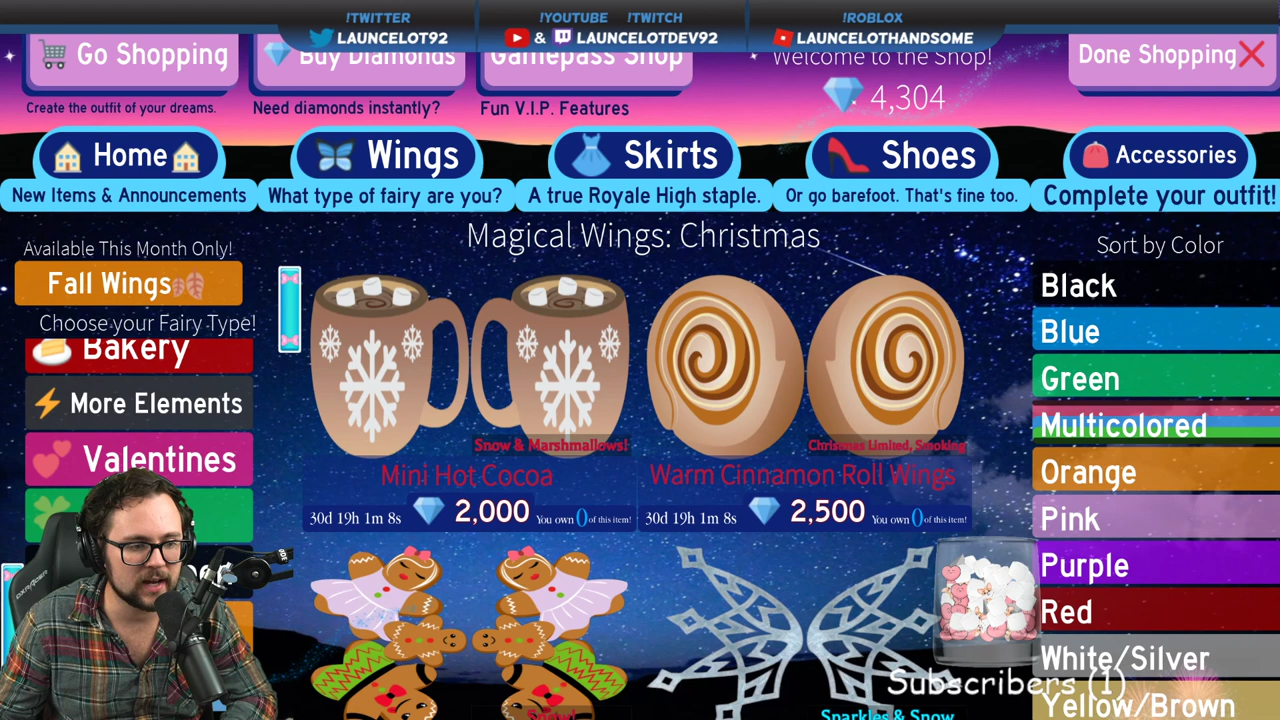 !TWITTER
LAUNCELOT92
!YOUTUBE !TWITCH
& LAUNCELOTDEV92
!ROBLOX
LAUNCELOTHANDSOME
Go Shopping
Create the outfit of your dreams.
Buy Diamonds
Need diamonds instantly?
Gamepass Shop
Fun V.I.P. Features
Welcome to the Shop!
4,304
Done Shopping
Home
New Items & Announcements
Wings
What type of fairy are you?
Skirts
A true Royale High staple.
Shoes
Or go barefoot. That's fine too.
Accessories
Complete your outfit!
Available This Month Only!
Fall Wings
Choose your Fairy Type!
Bakery
More Elements
Valentines
Magical Wings: Christmas
Snow & Marshmallows!
Mini Hot Cocoa
30d 19h 1m 8s 2,000 You own 0 of this item!
Christmas Limited, Smoking
Warm Cinnamon Roll Wings
30d 19h 1m 8s 2,500 You own 0 of this item!
Snow!
Sparkles & Snow
Sort by Color
Black
Blue
Green
Multicolored
Orange
Pink
Purple
Red
White/Silver
Yellow/Brown
Subscribers (1)